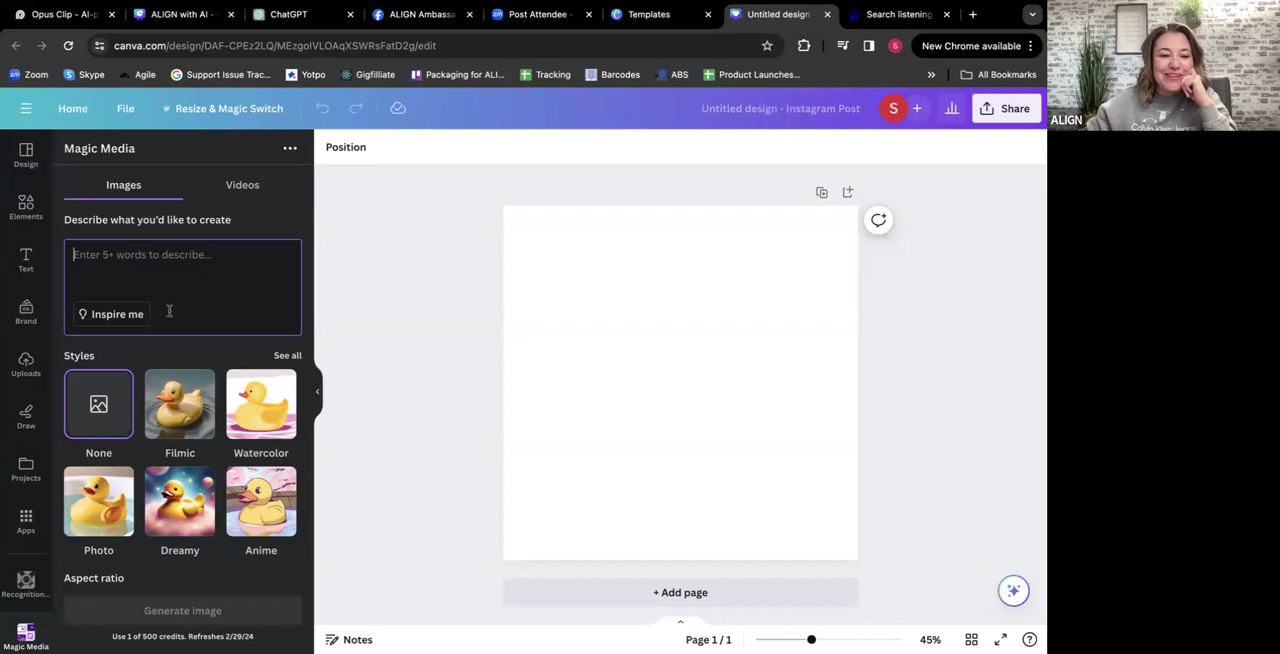 Opus Clip - AI-p
ALIGN with AI -
ChatGPT
ALIGN Ambassa
Post Attendee -
Templates
Untitled design
Search listening
canva.com/design/DAF-CPEz2LQ/MEzgoIVLOAqXSWRsFatD2g/edit
S
New Chrome available
Zoom
Skype
Agile
Support Issue Trac...
Yotpo
Gigfilliate
Packaging for ALI...
Tracking
Barcodes
ABS
Product Launches...
»
All Bookmarks
Home
File
Resize & Magic Switch
Untitled design - Instagram Post
S
Share
ALIGN
Calvin Klein Jeans
Design
Elements
Text
Brand
Uploads
Draw
Projects
Apps
Recognition...
Magic Media
Magic Media
Images
Videos
Describe what you'd like to create
Enter 5+ words to describe...
Inspire me
Styles
See all
None
Filmic
Watercolor
Photo
Dreamy
Anime
Aspect ratio
Generate image
Use 1 of 500 credits. Refreshes 2/29/24
Position
+ Add page
Notes
Page 1 / 1
45%